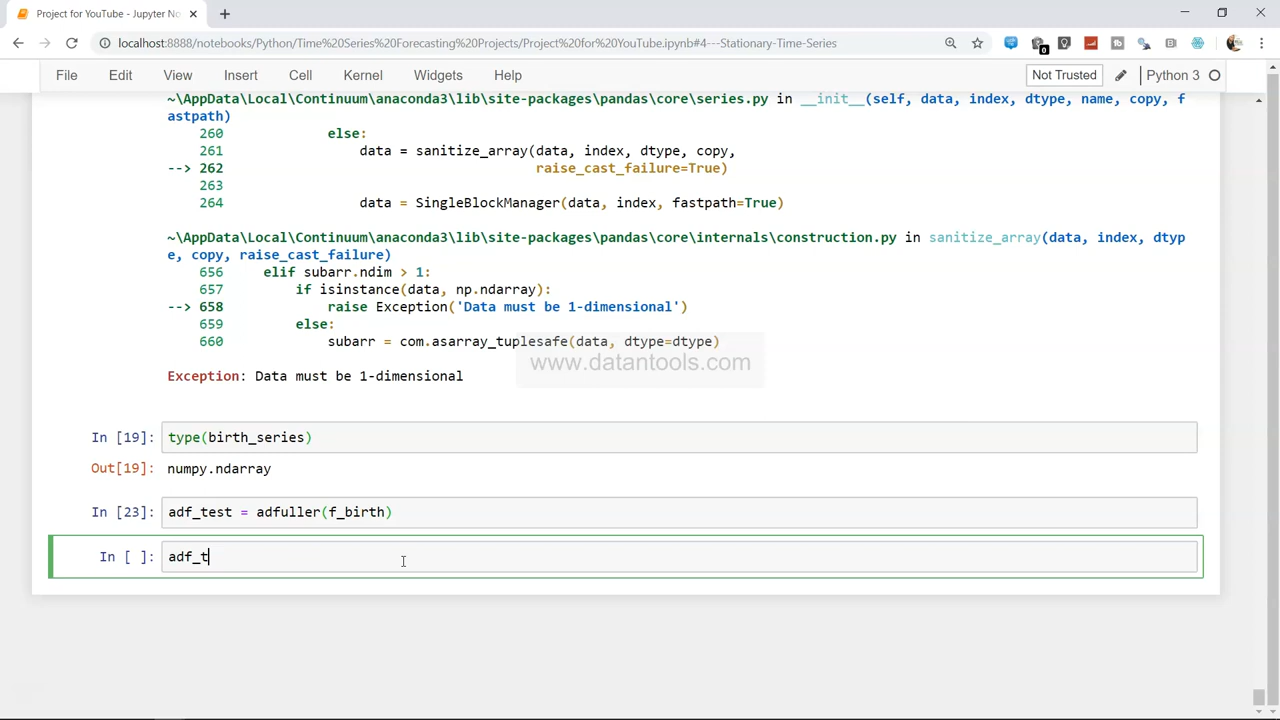 Project for YouTube - Jupyter No
localhost:8888/notebooks/Python/Time%20Series%20Forecasting%20Projects/Project%20for%20YouTube.ipynb#4---Stationary-Time-Series
File Edit View Insert Cell Kernel Widgets Help Not Trusted Python 3
~\AppData\Local\Continuum\anaconda3\lib\site-packages\pandas\core\series.py in __init__(self, data, index, dtype, name, copy, f
astpath)
260 else:
261 data = sanitize_array(data, index, dtype, copy,
--> 262 raise_cast_failure=True)
263
264 data = SingleBlockManager(data, index, fastpath=True)
~\AppData\Local\Continuum\anaconda3\lib\site-packages\pandas\core\internals\construction.py in sanitize_array(data, index, dtyp
e, copy, raise_cast_failure)
656 elif subarr.ndim > 1:
657 if isinstance(data, np.ndarray):
--> 658 raise Exception('Data must be 1-dimensional')
659 else:
660 subarr = com.asarray_tuplesafe(data, dtype=dtype)
www.datantools.com
Exception: Data must be 1-dimensional
In [19]: type(birth_series)
Out[19]: numpy.ndarray
In [23]: adf_test = adfuller(f_birth)
In [ ]: adf_t